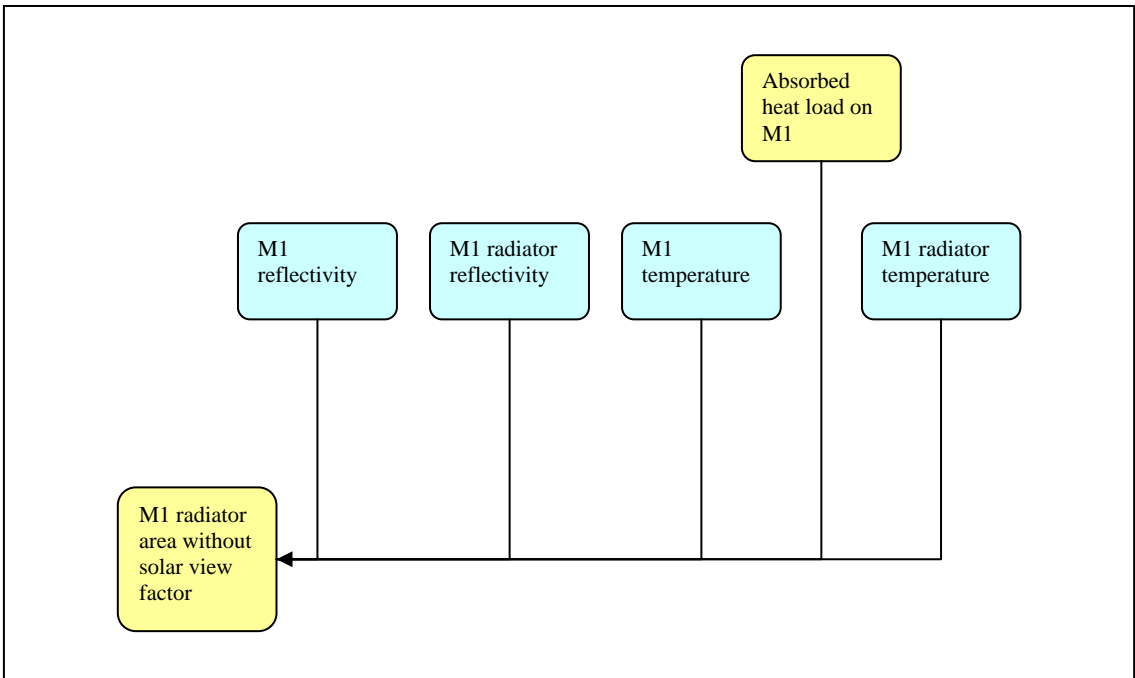 Absorbed
heat load on
M1
M1
reflectivity
M1 radiator
reflectivity
M1
temperature
M1 radiator
temperature
M1 radiator
area without
solar view
factor